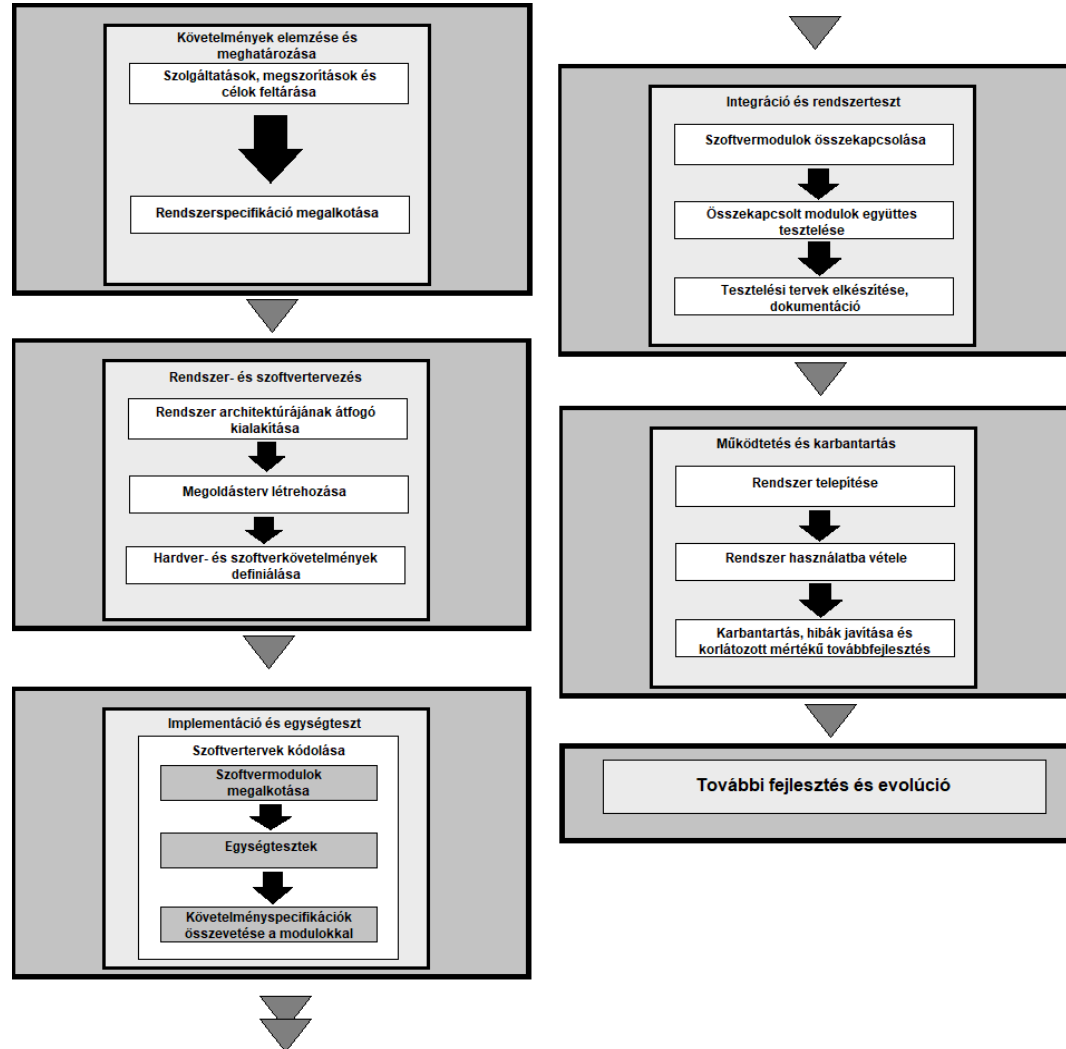 Követelmények elemzése és
meghatározása
Szolgáltatások, megszorítások és
célok feltárása
Rendszerspecifikáció megalkotása
Rendszer- és szoftvertervezés
Rendszer architektúrájának átfogó
kialakítása
Megoldásterv létrehozása
Hardver- és szoftverkövetelmények
definiálása
Implementáció és egységteszt
Szoftvertervek kódolása
Szoftvermodulok
megalkotása
Egységtesztek
Követelményspecifikációk
összevetése a modulokkal
Integráció és rendszerteszt
Szoftvermodulok összekapcsolása
Összekapcsolt modulok együttes
tesztelése
Tesztelési tervek elkészítése,
dokumentáció
Működtetés és karbantartás
Rendszer telepítése
Rendszer használatba vétele
Karbantartás, hibák javítása és
korlátozott mértékű továbbfejlesztés
További fejlesztés és evolúció